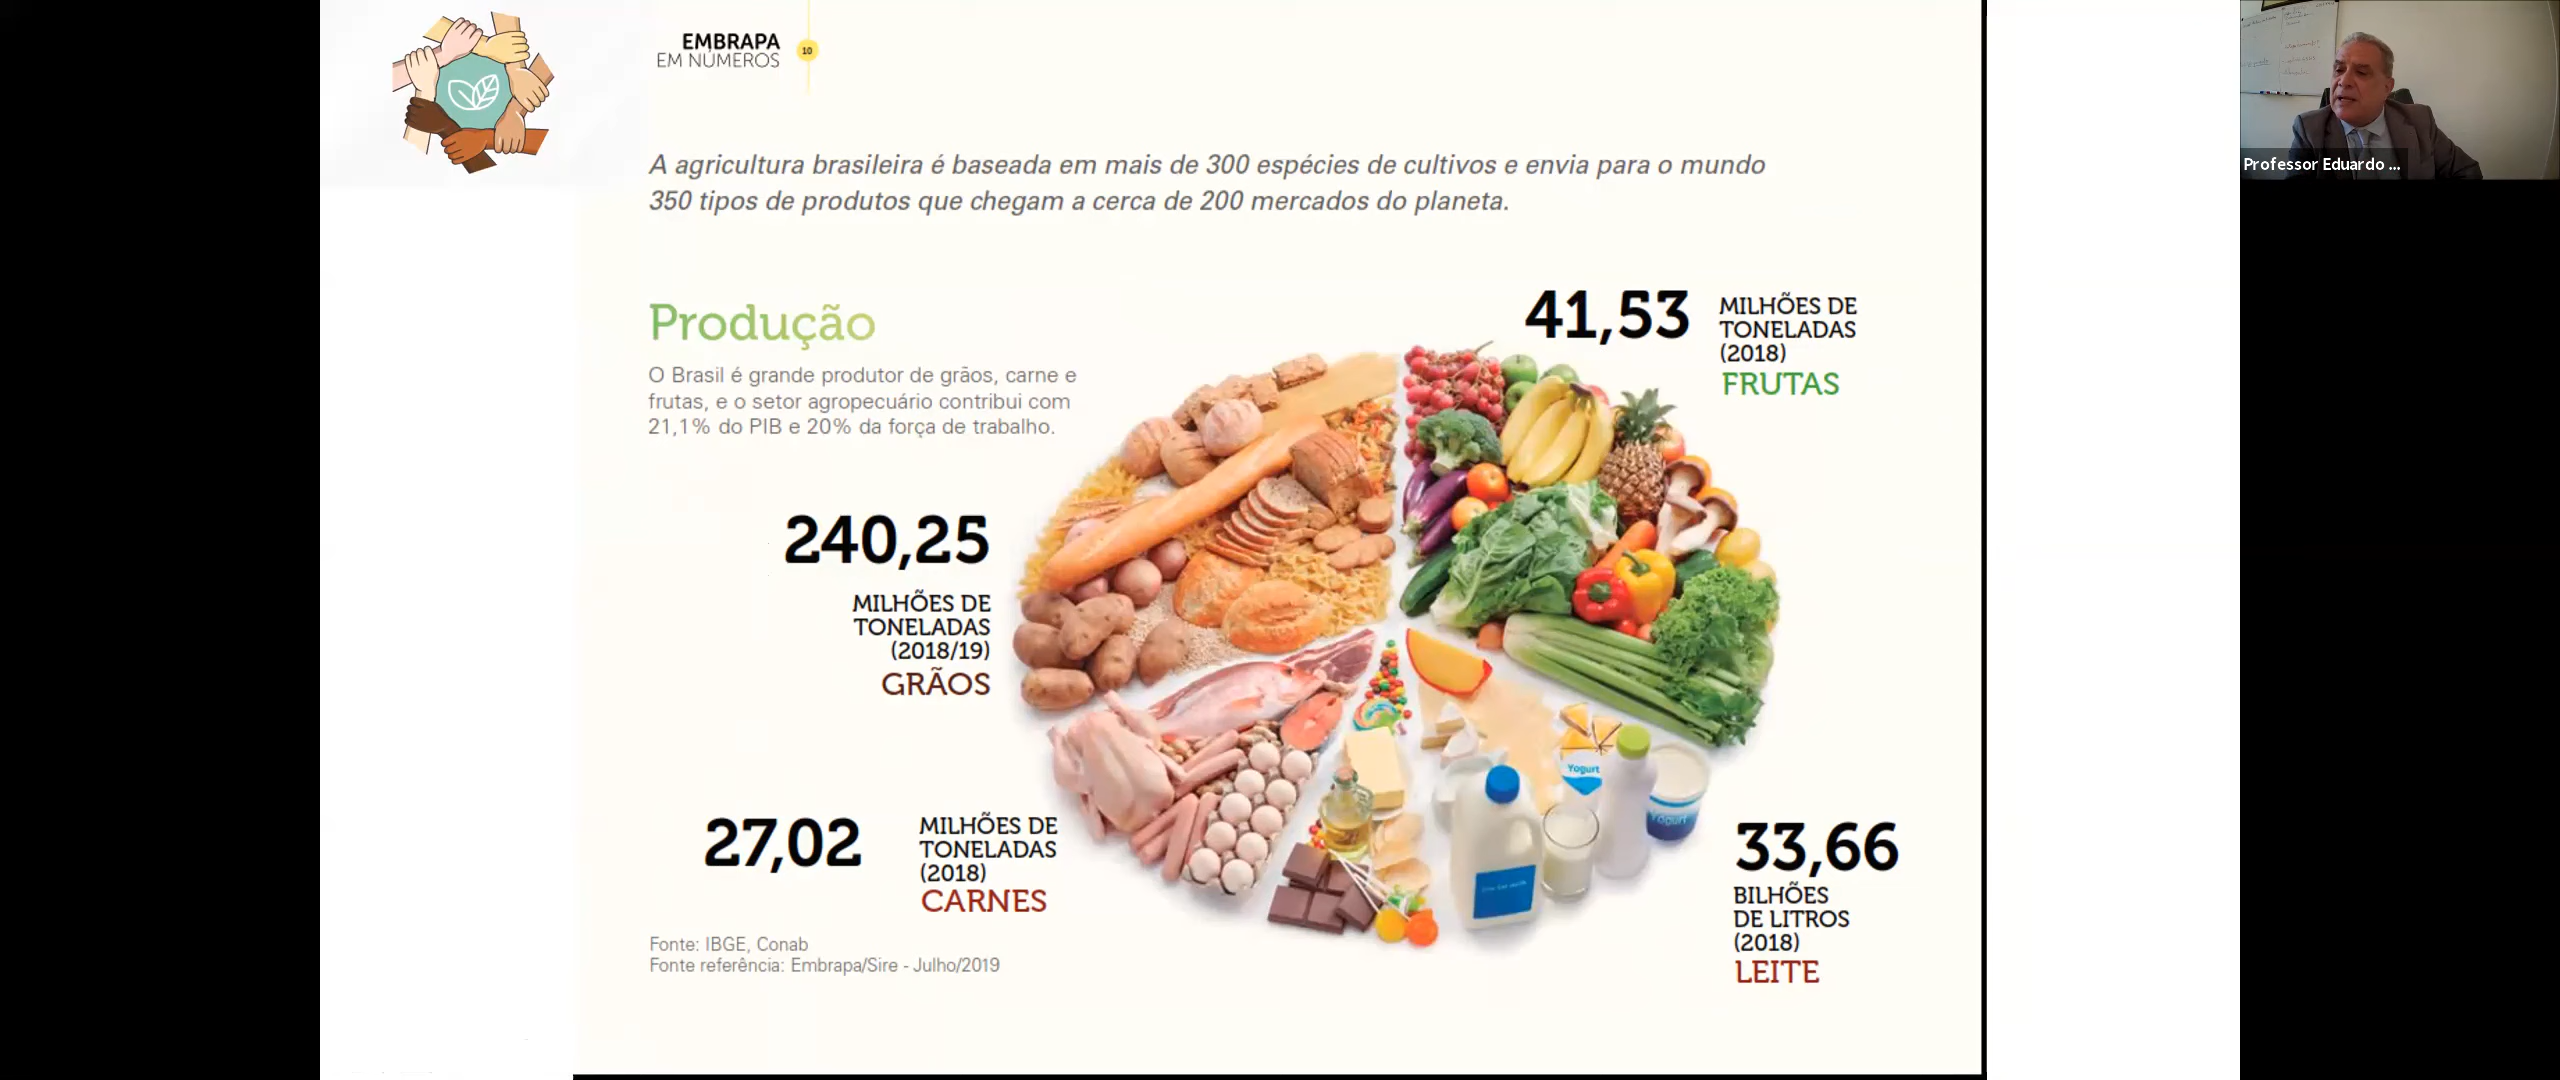 EMBRAPA
EM NÚMEROS
10
A agricultura brasileira é baseada em mais de 300 espécies de cultivos e envia para o mundo
350 tipos de produtos que chegam a cerca de 200 mercados do planeta.
Produção
O Brasil é grande produtor de grãos, carne e
frutas, e o setor agropecuário contribui com
21,1% do PIB e 20% da força de trabalho.
41,53
MILHÕES DE
TONELADAS
(2018)
FRUTAS
240,25
MILHÕES DE
TONELADAS
(2018/19)
GRÃOS
27,02
MILHÕES DE
TONELADAS
(2018)
CARNES
33,66
BILHÕES
DE LITROS
(2018)
LEITE
Yogurt
Yogurt
Fonte: IBGE, Conab
Fonte referência: Embrapa/Sire - Julho/2019
Professor Eduardo ...